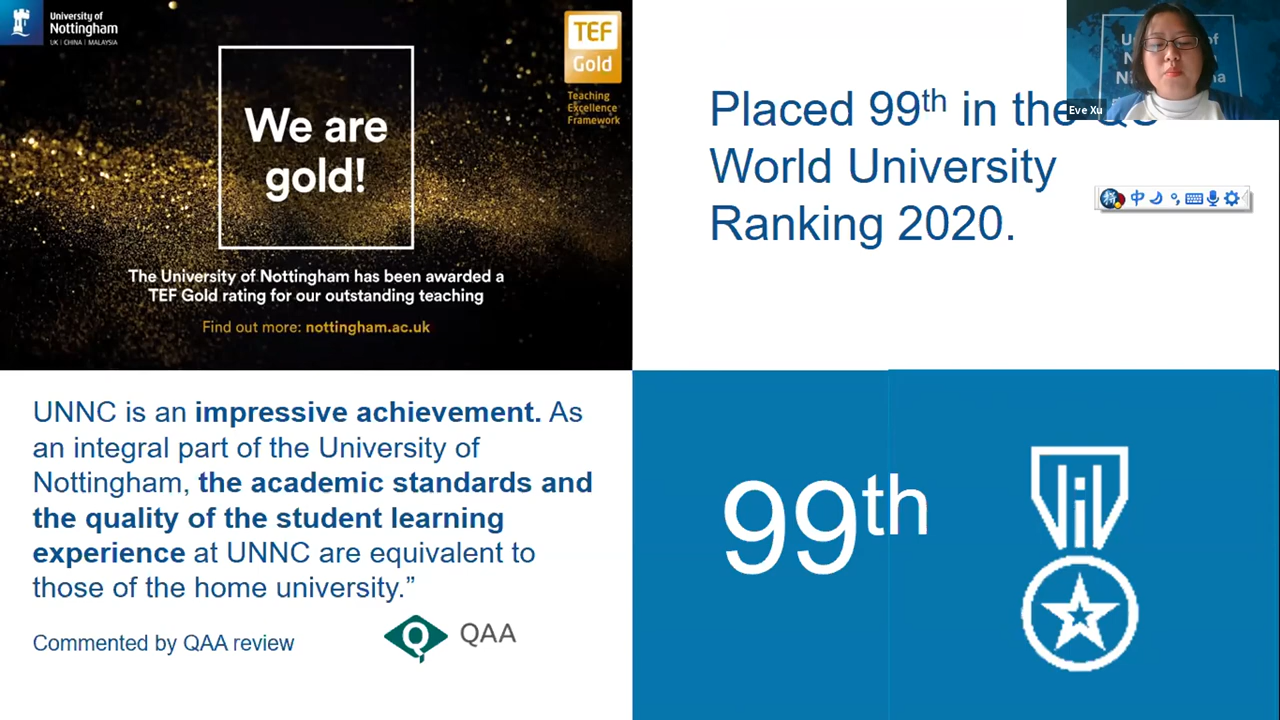 University of
Nottingham
UK | CHINA | MALAYSIA
We are
gold!
TEF
Gold
Teaching
Excellence
Framework
The University of Nottingham has been awarded a
TEF Gold rating for our outstanding teaching
Find out more: nottingham.ac.uk
Placed 99th in the
World University
Ranking 2020.
Eve Xu
中
UNNC is an impressive achievement. As
an integral part of the University of
Nottingham, the academic standards and
the quality of the student learning
experience at UNNC are equivalent to
those of the home university.”
Commented by QAA review
QAA
99th